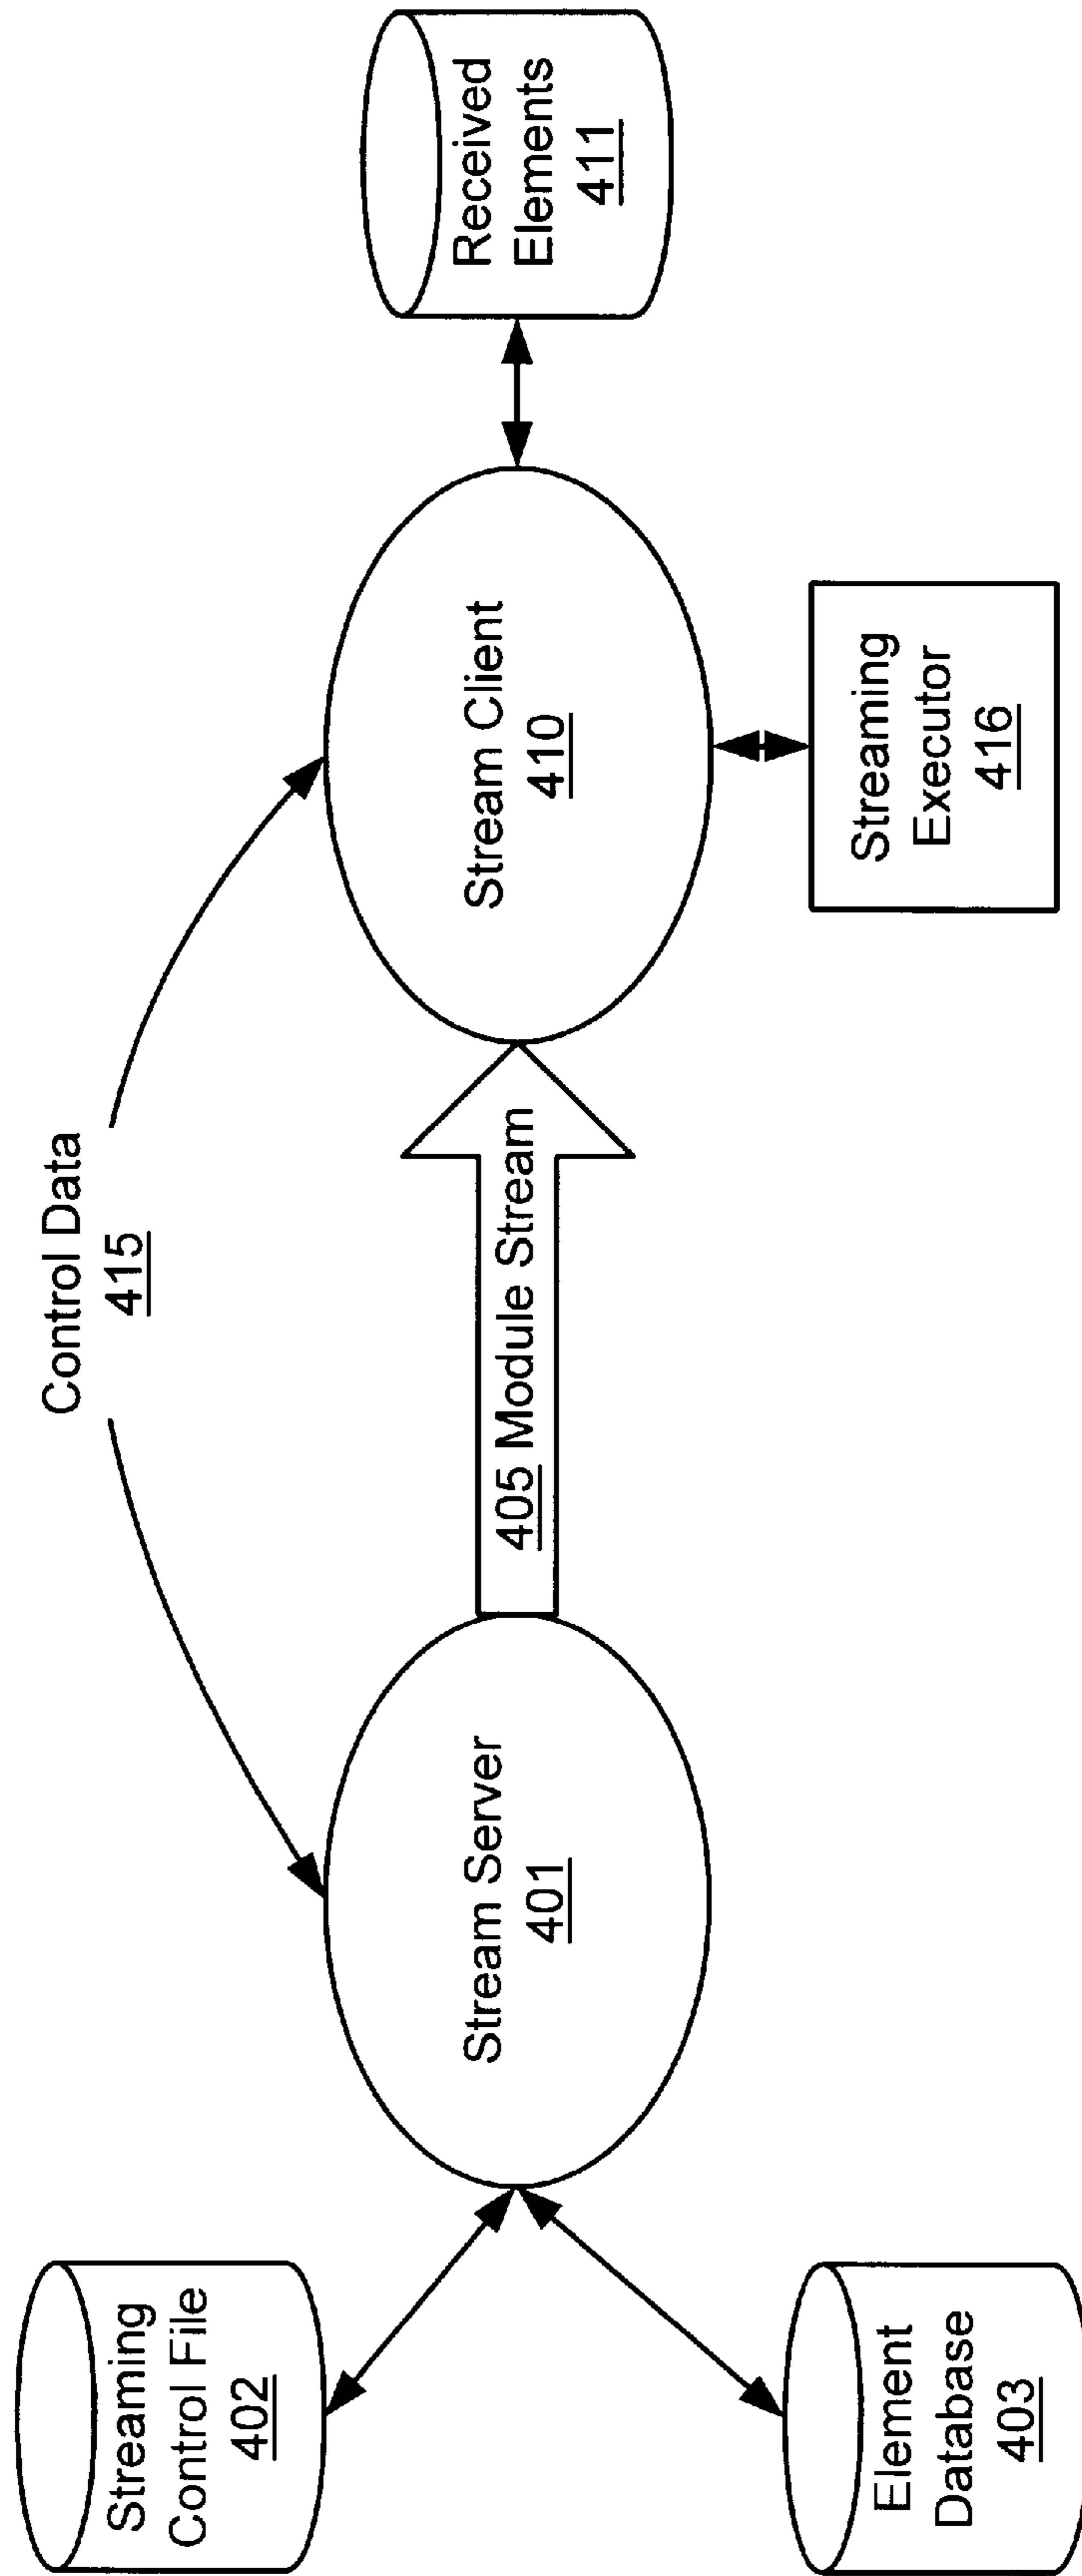 Control Data
415
Streaming
Control File
402
Element
Database
403
Stream Server
401
405 Module Stream
Stream Client
410
Streaming
Executor
416
Received
Elements
411